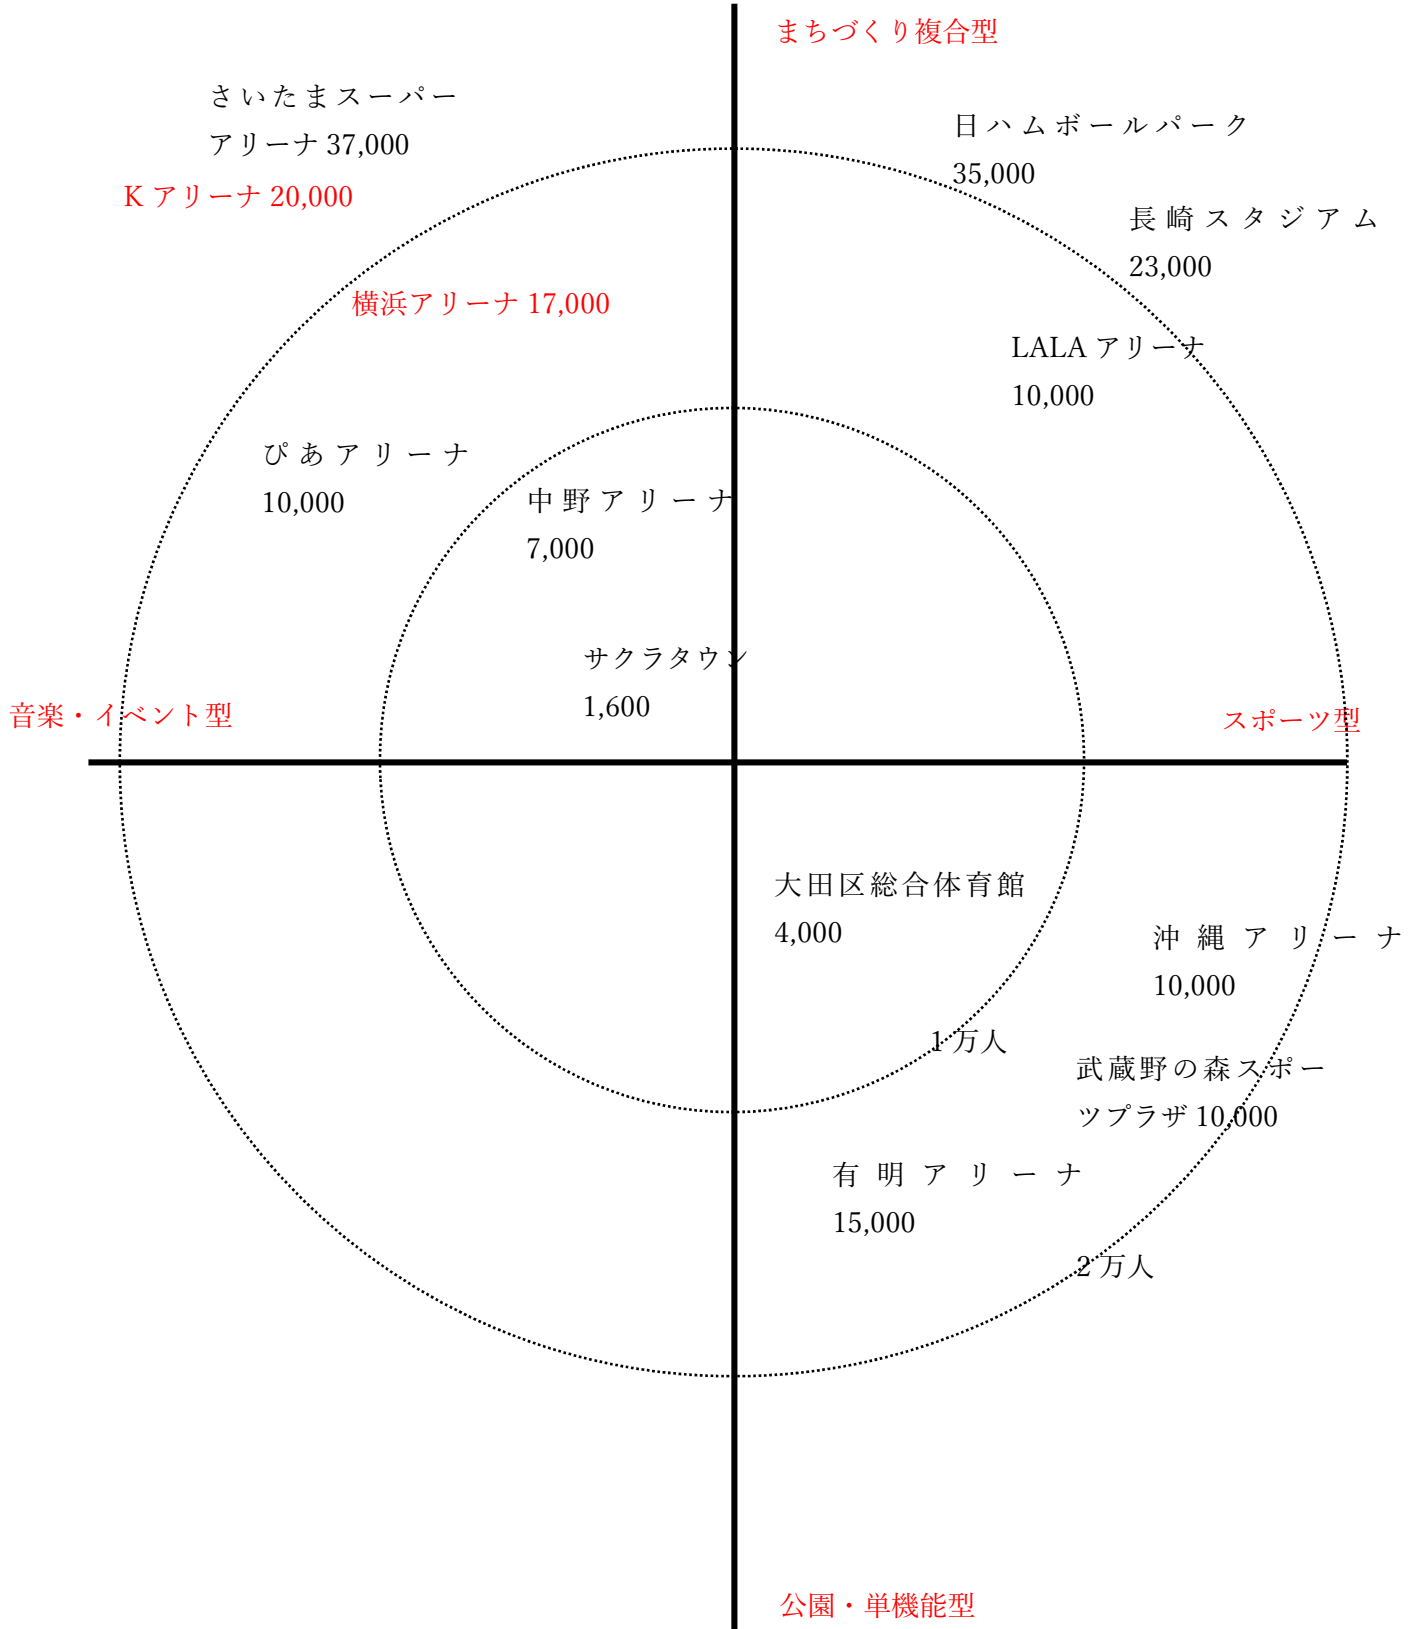 まちづくり複合型
さいたまスーパー
アリーナ 37,000
K アリーナ 20,000
日ハムボールパーク
35,000
長崎スタジアム
23,000
横浜アリーナ 17,000
LALA アリーナ
10,000
ぴあアリーナ
10,000
中野アリーナ
7,000
サクラタウン
1,600
音楽・イベント型
スポーツ型
大田区総合体育館
4,000
沖縄アリーナ
10,000
1 万人
武蔵野の森スポー
ツプラザ 10,000
有明アリーナ
15,000
2 万人
公園・単機能型